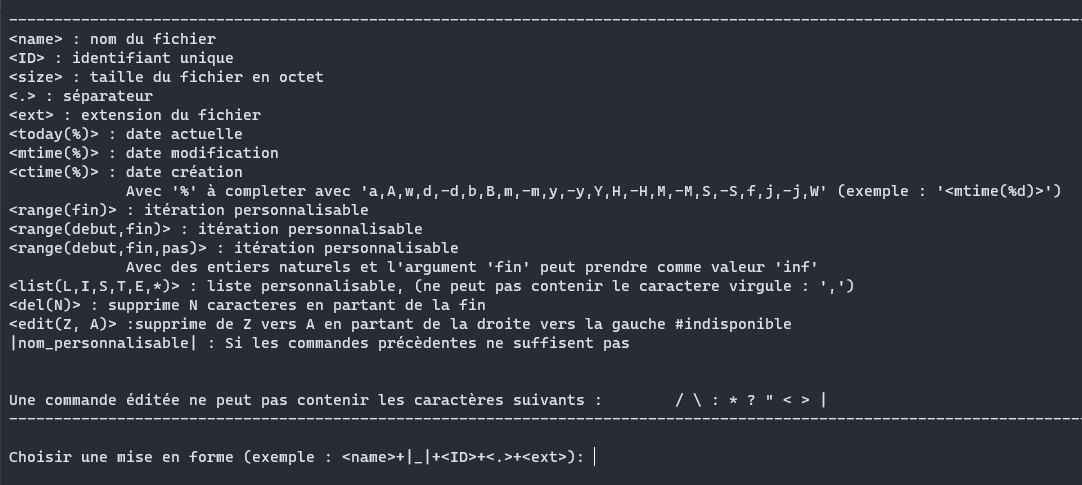 <name> : nom du fichier
<ID> : identifiant unique
<size> : taille du fichier en octet
<.> : séparateur
<ext> : extension du fichier
<today(%)> : date actuelle
<mtime(%)> : date modification
<ctime(%)> : date création
Avec '%' à completer avec 'a,A,w,d,-d,b,B,m,-m,y,-y,Y,H,-H,M,-M,S,-S,f,j,-j,W' (exemple : '<mtime(%d)>')
<range(fin)> : itération personnalisable
<range(debut,fin)> : itération personnalisable
<range(debut,fin,pas)> : itération personnalisable
Avec des entiers naturels et l'argument 'fin' peut prendre comme valeur 'inf'
<list(L,I,S,T,E,*)> : liste personnalisable, (ne peut pas contenir le caractere virgule : ',')
<del(N)> : supprime N caracteres en partant de la fin
<edit(Z, A)> :supprime de Z vers A en partant de la droite vers la gauche #indisponible
|nom_personnalisable| : Si les commandes précèdentes ne suffisent pas
Une commande éditée ne peut pas contenir les caractères suivants : / \ : * ? " < > |
Choisir une mise en forme (exemple : <name>+|_|+<ID>+<.>+<ext>):